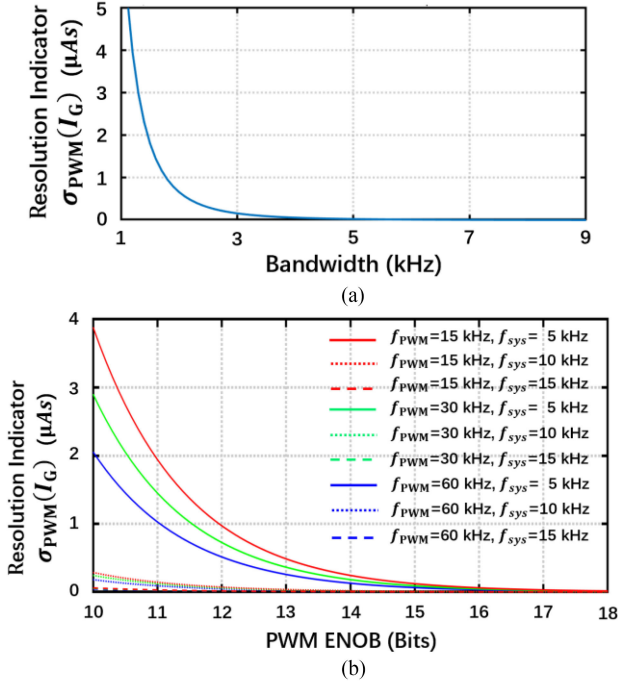 Resolution Indicator
σPWM(IG) (μAs)
5
4
3
2
1
0
1 3 5 7 9
Bandwidth (kHz)
(a)
Resolution Indicator
σPWM(IG) (μAs)
4
3
2
1
0
fPWM=15 kHz, fsys= 5 kHz
fPWM=15 kHz, fsys=10 kHz
fPWM=15 kHz, fsys=15 kHz
fPWM=30 kHz, fsys= 5 kHz
fPWM=30 kHz, fsys=10 kHz
fPWM=30 kHz, fsys=15 kHz
fPWM=60 kHz, fsys= 5 kHz
fPWM=60 kHz, fsys=10 kHz
fPWM=60 kHz, fsys=15 kHz
10 11 12 13 14 15 16 17 18
PWM ENOB (Bits)
(b)